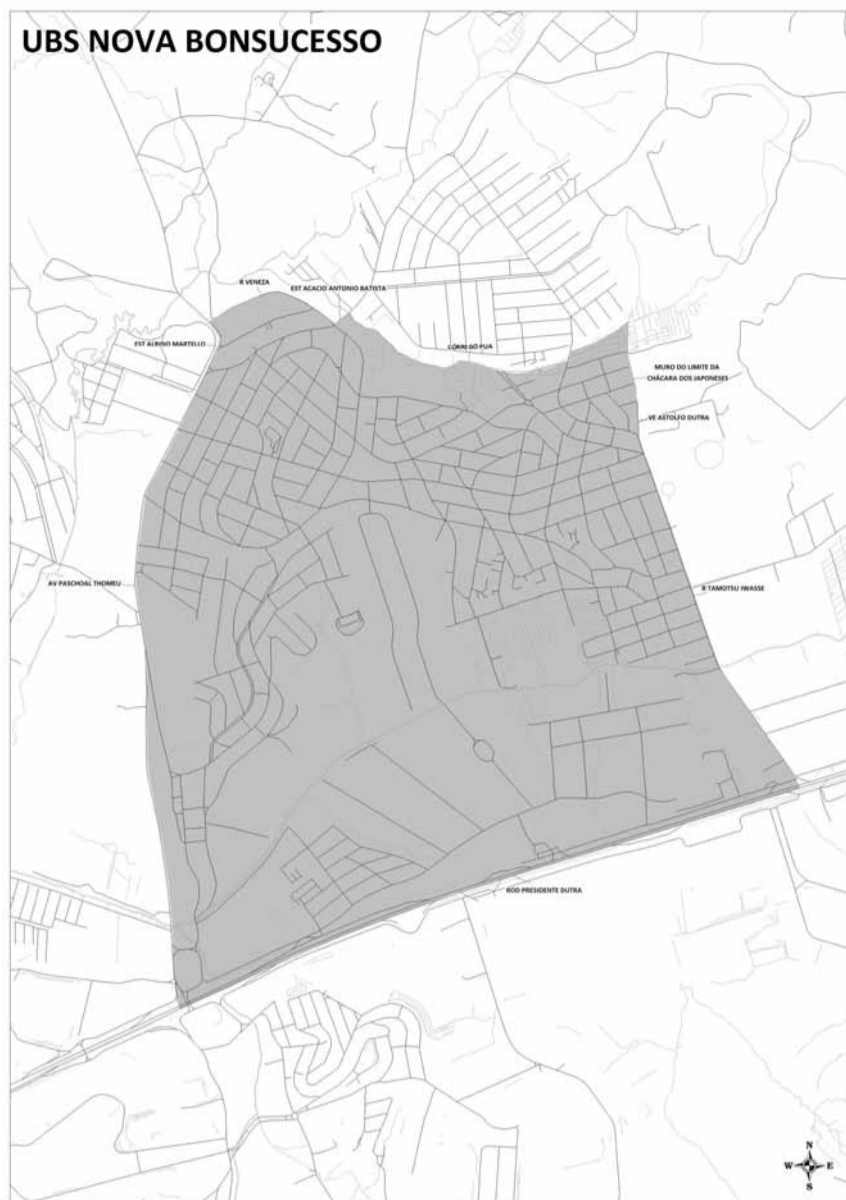 UBS NOVA BONSUCESSO
R VENEZA
EST ACACIO ANTONIO BATISTA
EST ALBINO MARTELLO
CÓRREGO PUA
MURO DO LIMITE DA
CHÁCARA DOS JAPONESES
VE ASTOLFO DUTRA
AV PASCHOAL THOMEU
R TAMOTSU IWASSE
ROD PRESIDENTE DUTRA
N
W E
S